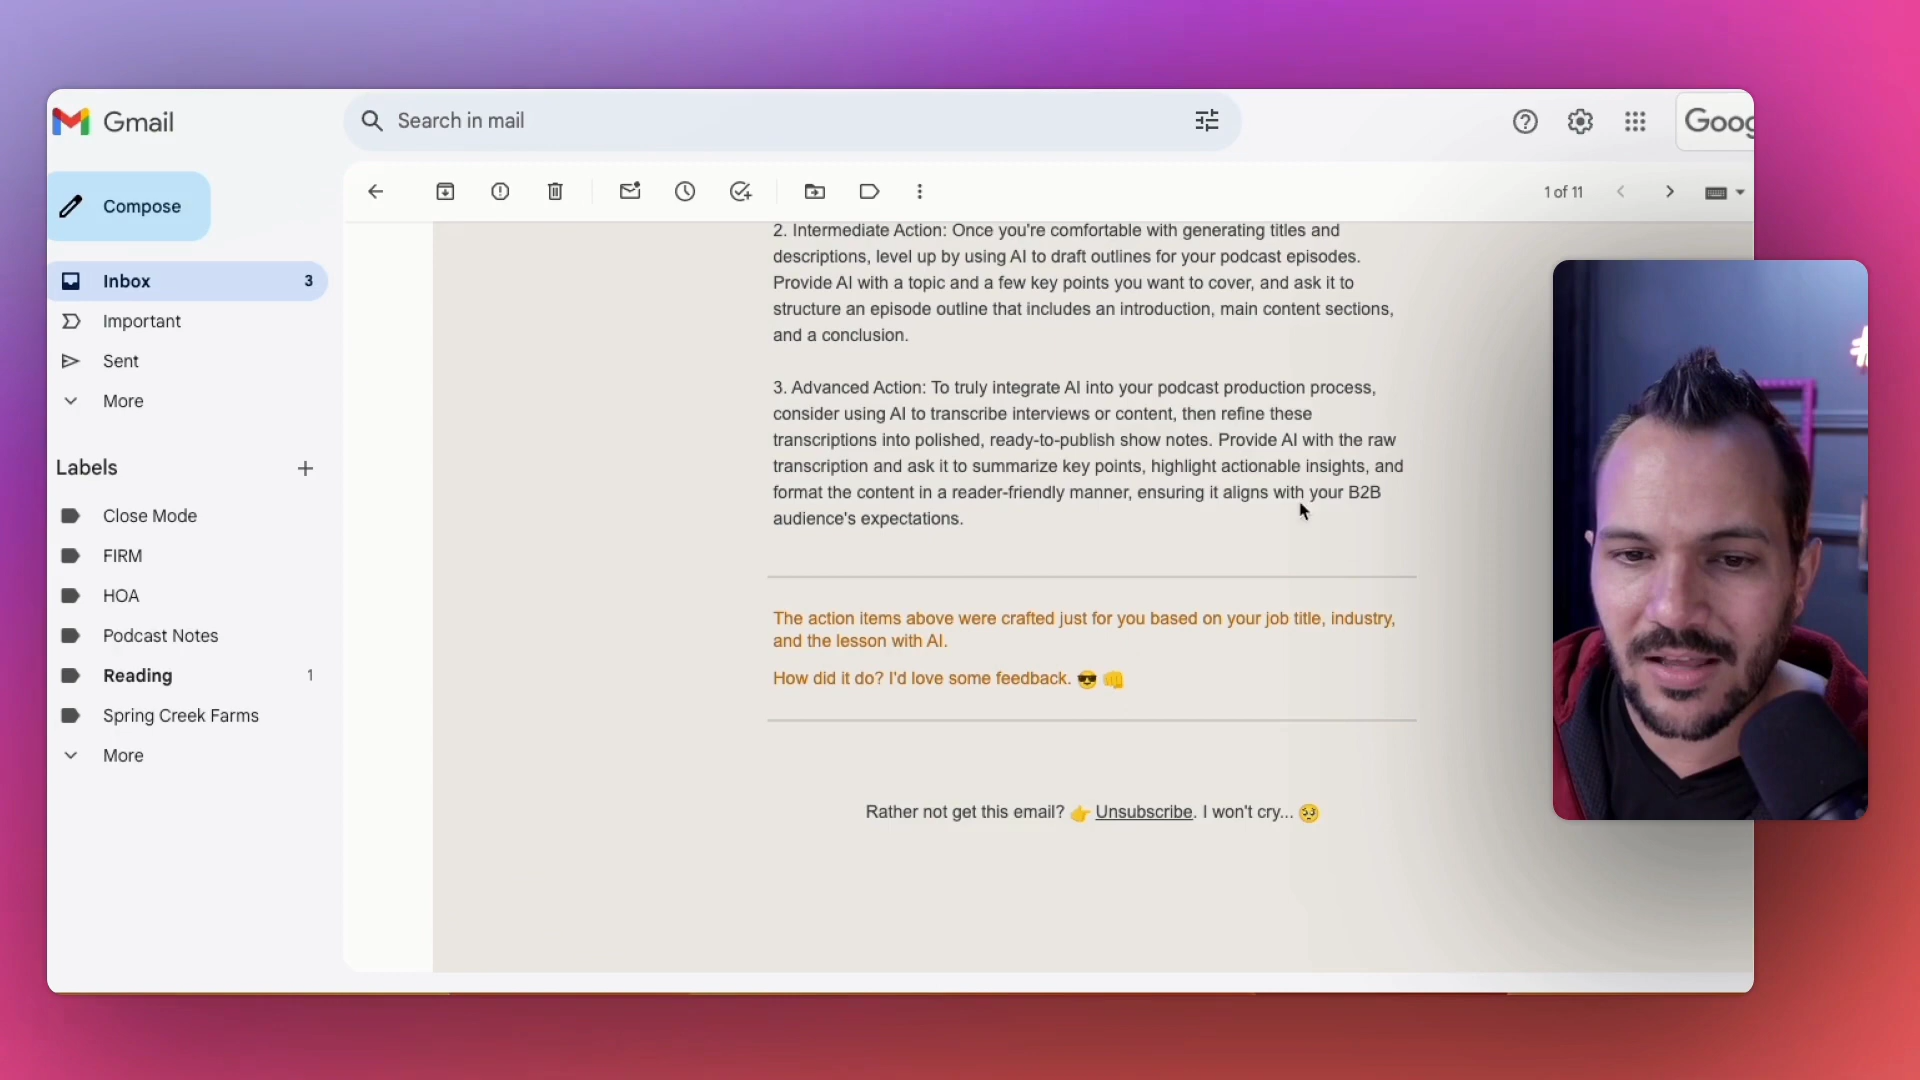 Gmail
Search in mail
Goog
Compose
1 of 11
Inbox 3
Important
Sent
More
Labels
Close Mode
FIRM
HOA
Podcast Notes
Reading 1
Spring Creek Farms
More
2. Intermediate Action: Once you're comfortable with generating titles and
descriptions, level up by using AI to draft outlines for your podcast episodes.
Provide AI with a topic and a few key points you want to cover, and ask it to
structure an episode outline that includes an introduction, main content sections,
and a conclusion.
3. Advanced Action: To truly integrate AI into your podcast production process,
consider using AI to transcribe interviews or content, then refine these
transcriptions into polished, ready-to-publish show notes. Provide AI with the raw
transcription and ask it to summarize key points, highlight actionable insights, and
format the content in a reader-friendly manner, ensuring it aligns with your B2B
audience's expectations.
The action items above were crafted just for you based on your job title, industry,
and the lesson with AI.
How did it do? I'd love some feedback. 😎 👊
Rather not get this email? 👉 Unsubscribe. I won't cry... 🥺